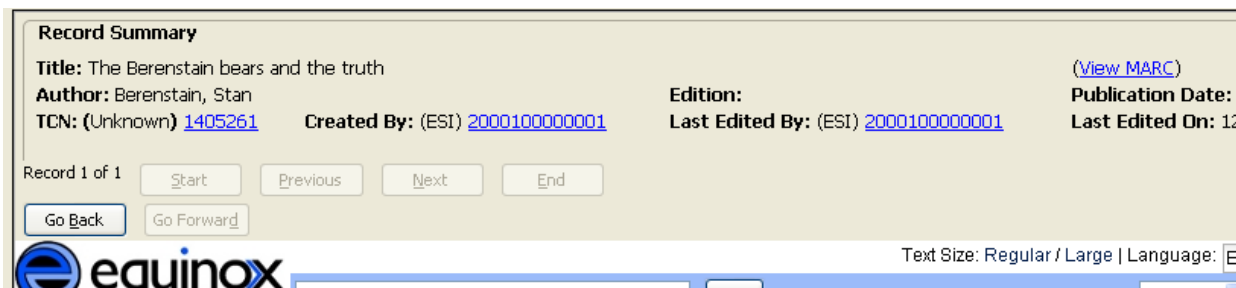 Record Summary
Title: The Berenstain bears and the truth (View MARC)
Author: Berenstain, Stan Edition: Publication Date:
TCN: (Unknown) 1405261 Created By: (ESI) 2000100000001 Last Edited By: (ESI) 2000100000001 Last Edited On: 12
Record 1 of 1 Start Previous Next End
Go Back Go Forward
Text Size: Regular / Large | Language: E
equinox